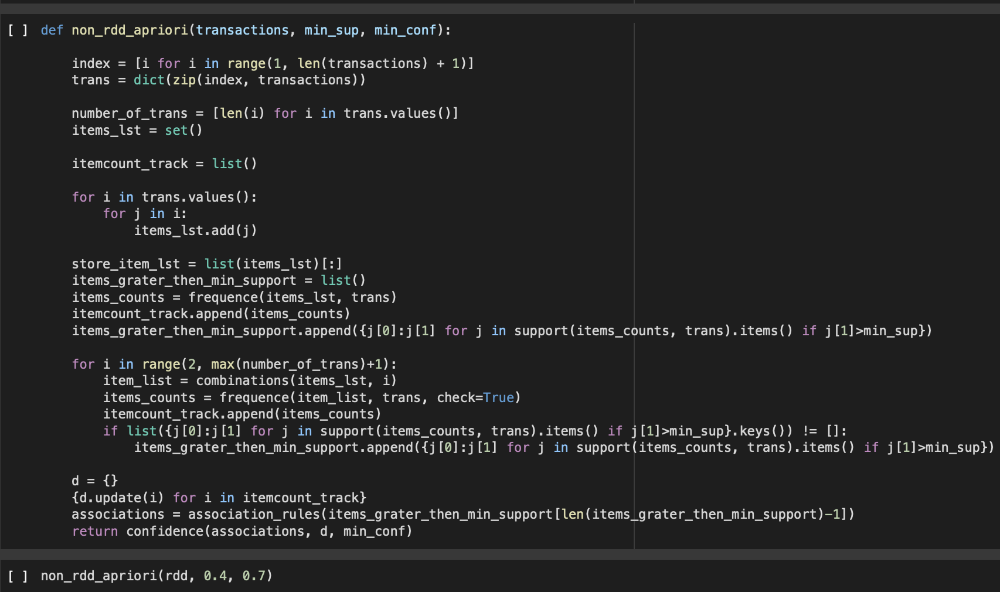 [ ] def non_rdd_apriori(transactions, min_sup, min_conf):
index = [i for i in range(1, len(transactions) + 1)]
trans = dict(zip(index, transactions))
number_of_trans = [len(i) for i in trans.values()]
items_lst = set()
itemcount_track = list()
for i in trans.values():
for j in i:
items_lst.add(j)
store_item_lst = list(items_lst)[:]
items_grater_then_min_support = list()
items_counts = frequence(items_lst, trans)
itemcount_track.append(items_counts)
items_grater_then_min_support.append({j[0]:j[1] for j in support(items_counts, trans).items() if j[1]>min_sup})
for i in range(2, max(number_of_trans)+1):
item_list = combinations(items_lst, i)
items_counts = frequence(item_list, trans, check=True)
itemcount_track.append(items_counts)
if list({j[0]:j[1] for j in support(items_counts, trans).items() if j[1]>min_sup}.keys()) != []:
items_grater_then_min_support.append({j[0]:j[1] for j in support(items_counts, trans).items() if j[1]>min_sup})
d = {}
{d.update(i) for i in itemcount_track}
associations = association_rules(items_grater_then_min_support[len(items_grater_then_min_support)-1])
return confidence(associations, d, min_conf)
[ ] non_rdd_apriori(rdd, 0.4, 0.7)